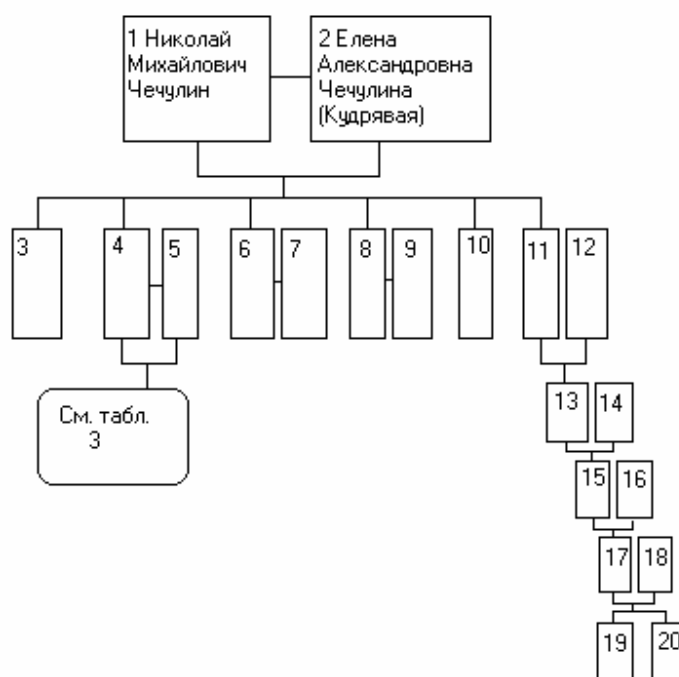 1 Николай
Михайлович
Чечулин
2 Елена
Александровна
Чечулина
(Кудрявая)
3
4
5
6
7
8
9
10
11
12
См. табл.
3
13
14
15
16
17
18
19
20